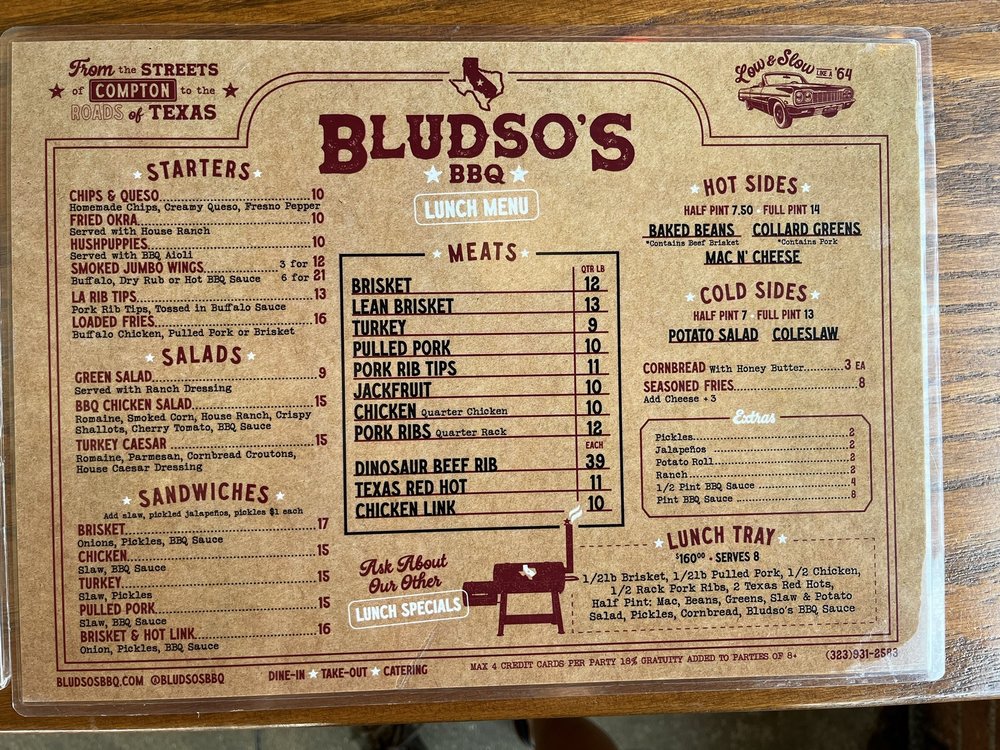 From the STREETS
of COMPTON to the
ROADS of TEXAS
BLUDSO'S
BBQ
LUNCH MENU
Low & Slow LIKE A '64
STARTERS
CHIPS & QUESO 10
Homemade Chips, Creamy Queso, Fresno Pepper
FRIED OKRA 10
Served with House Ranch
HUSHPUPPIES 10
Served with BBQ Aioli
SMOKED JUMBO WINGS 3 for 12
Buffalo, Dry Rub or Hot BBQ Sauce 6 for 21
LA RIB TIPS 13
Pork Rib Tips, Tossed in Buffalo Sauce
LOADED FRIES 16
Buffalo Chicken, Pulled Pork or Brisket
SALADS
GREEN SALAD 9
Served with Ranch Dressing
BBQ CHICKEN SALAD 15
Romaine, Smoked Corn, House Ranch, Crispy
Shallots, Cherry Tomato, BBQ Sauce
TURKEY CAESAR 15
Romaine, Parmesan, Cornbread Croutons,
House Caesar Dressing
SANDWICHES
Add slaw, pickled jalapeños, pickles $1 each
BRISKET 17
Onions, Pickles, BBQ Sauce
CHICKEN 15
Slaw, BBQ Sauce
TURKEY 15
Slaw, Pickles
PULLED PORK 15
Slaw, BBQ Sauce
BRISKET & HOT LINK 16
Onion, Pickles, BBQ Sauce
MEATS
QTR LB
BRISKET 12
LEAN BRISKET 13
TURKEY 9
PULLED PORK 10
PORK RIB TIPS 11
JACKFRUIT 10
CHICKEN Quarter Chicken 10
PORK RIBS Quarter Rack 12
EACH
DINOSAUR BEEF RIB 39
TEXAS RED HOT 11
CHICKEN LINK 10
Ask About
Our Other
LUNCH SPECIALS
HOT SIDES
HALF PINT 7.50 · FULL PINT 14
BAKED BEANS COLLARD GREENS
*Contains Beef Brisket *Contains Pork
MAC N' CHEESE
COLD SIDES
HALF PINT 7 · FULL PINT 13
POTATO SALAD COLESLAW
CORNBREAD With Honey Butter 3 EA
SEASONED FRIES 8
Add Cheese +3
Extras
Pickles 2
Jalapeños 2
Potato Roll 2
Ranch 2
1/2 Pint BBQ Sauce 4
Pint BBQ Sauce 8
LUNCH TRAY
$160⁰⁰ · SERVES 8
1/2lb Brisket, 1/2lb Pulled Pork, 1/2 Chicken,
1/2 Rack Pork Ribs, 2 Texas Red Hots,
Half Pint: Mac, Beans, Greens, Slaw & Potato
Salad, Pickles, Cornbread, Bludso's BBQ Sauce
BLUDSOSBBQ.COM @BLUDSOSBBQ
DINE-IN ★ TAKE-OUT ★ CATERING
MAX 4 CREDIT CARDS PER PARTY 18% GRATUITY ADDED TO PARTIES OF 8+